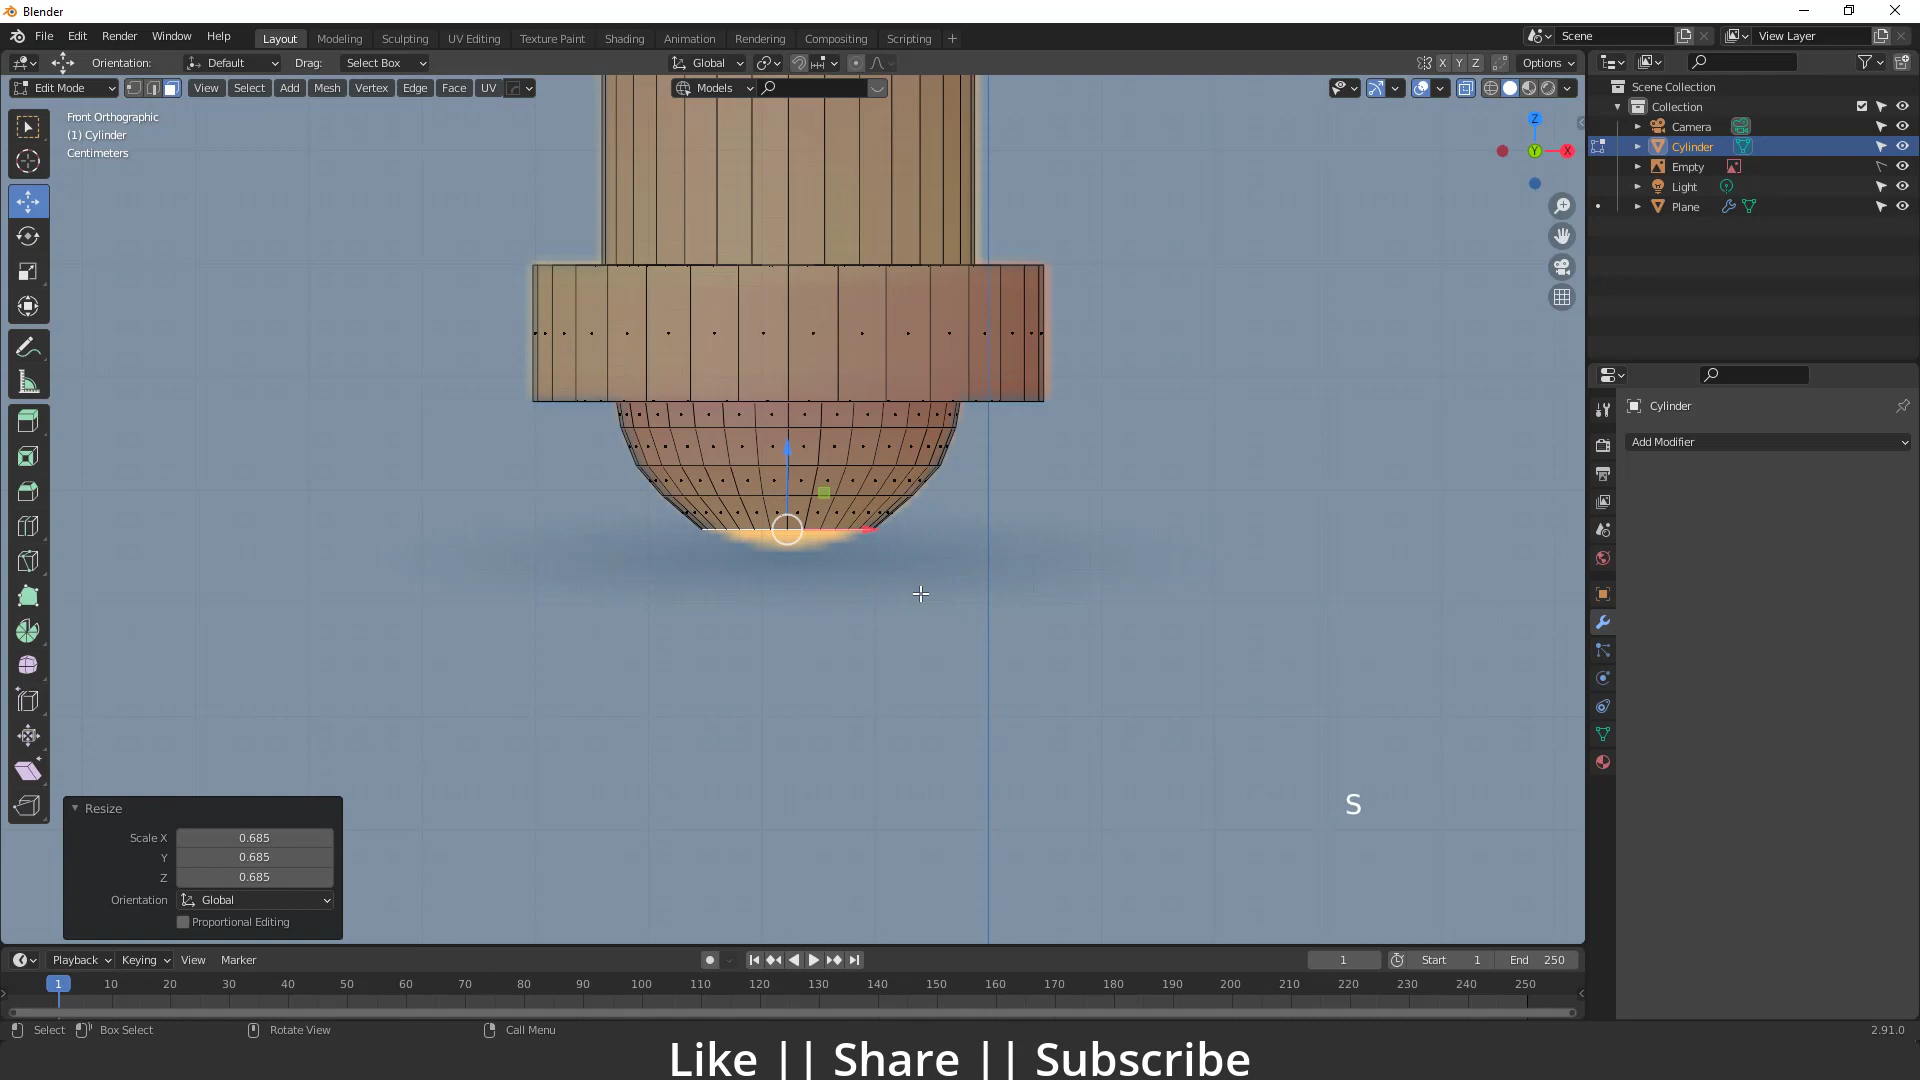 Blender
File Edit Render Window Help
Layout Modeling Sculpting UV Editing Texture Paint Shading Animation Rendering Compositing Scripting +
Scene
View Layer
Orientation: Default Drag: Select Box
Global
X Y Z Options
Edit Mode View Select Add Mesh Vertex Edge Face UV
Models
Front Orthographic
(1) Cylinder
Centimeters
Z
Y
X
Scene Collection
Collection
Camera
Cylinder
Empty
Light
Plane
Cylinder
Add Modifier
S
Resize
Scale X 0.685
Y 0.685
Z 0.685
Orientation Global
Proportional Editing
Playback Keying View Marker
1 Start 1 End 250
1 10 20 30 40 50 60 70 80 90 100 110 120 130 140 150 160 170 180 190 200 210 220 230 240 250
Select Box Select Rotate View Call Menu 2.91.0
Like || Share || Subscribe